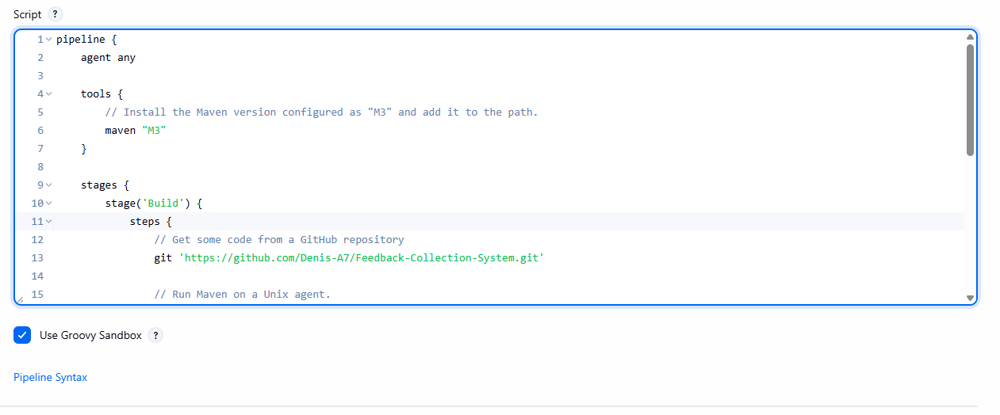 Script ?
1 pipeline {
2 agent any
3
4 tools {
5 // Install the Maven version configured as "M3" and add it to the path.
6 maven "M3"
7 }
8
9 stages {
10 stage('Build') {
11 steps {
12 // Get some code from a GitHub repository
13 git 'https://github.com/Denis-A7/Feedback-Collection-System.git'
14
15 // Run Maven on a Unix agent.
Use Groovy Sandbox ?
Pipeline Syntax